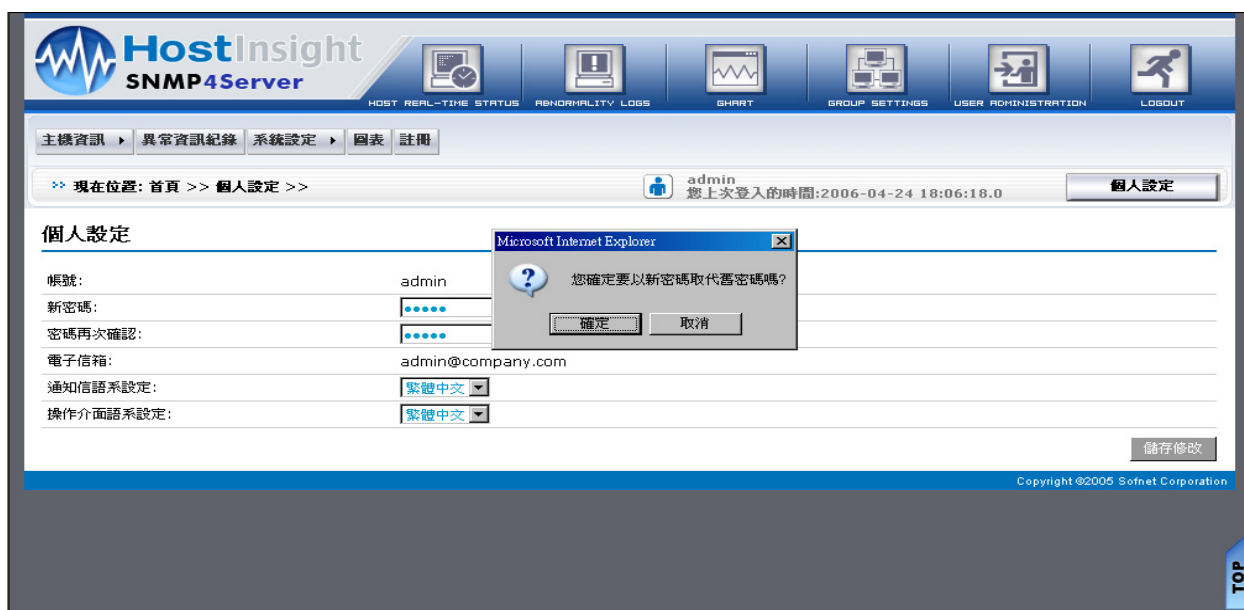 HostInsight
SNMP4Server
HOST REAL-TIME STATUS
ABNORMALITY LOGS
GHART
GROUP SETTINGS
USER ADMINISTRATION
LOGOUT
主機資訊 異常資訊紀錄 系統設定 圖表 註冊
>> 現在位置: 首頁 >> 個人設定 >>
admin
您上次登入的時間:2006-04-24 18:06:18.0
個人設定
個人設定
Microsoft Internet Explorer
您確定要以新密碼取代舊密碼嗎?
確定 取消
帳號: admin
新密碼: •••••
密碼再次確認: •••••
電子信箱: admin@company.com
通知信語系設定: 繁體中文
操作介面語系設定: 繁體中文
儲存修改
Copyright ©2005 Sofnet Corporation
TOP